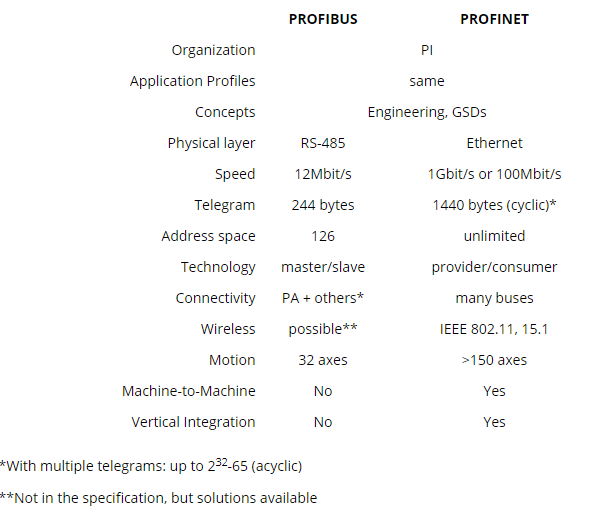 PROFIBUS PROFINET
Organization PI
Application Profiles same
Concepts Engineering, GSDs
Physical layer RS-485 Ethernet
Speed 12Mbit/s 1Gbit/s or 100Mbit/s
Telegram 244 bytes 1440 bytes (cyclic)*
Address space 126 unlimited
Technology master/slave provider/consumer
Connectivity PA + others* many buses
Wireless possible** IEEE 802.11, 15.1
Motion 32 axes >150 axes
Machine-to-Machine No Yes
Vertical Integration No Yes
*With multiple telegrams: up to 2³²-65 (acyclic)
**Not in the specification, but solutions available